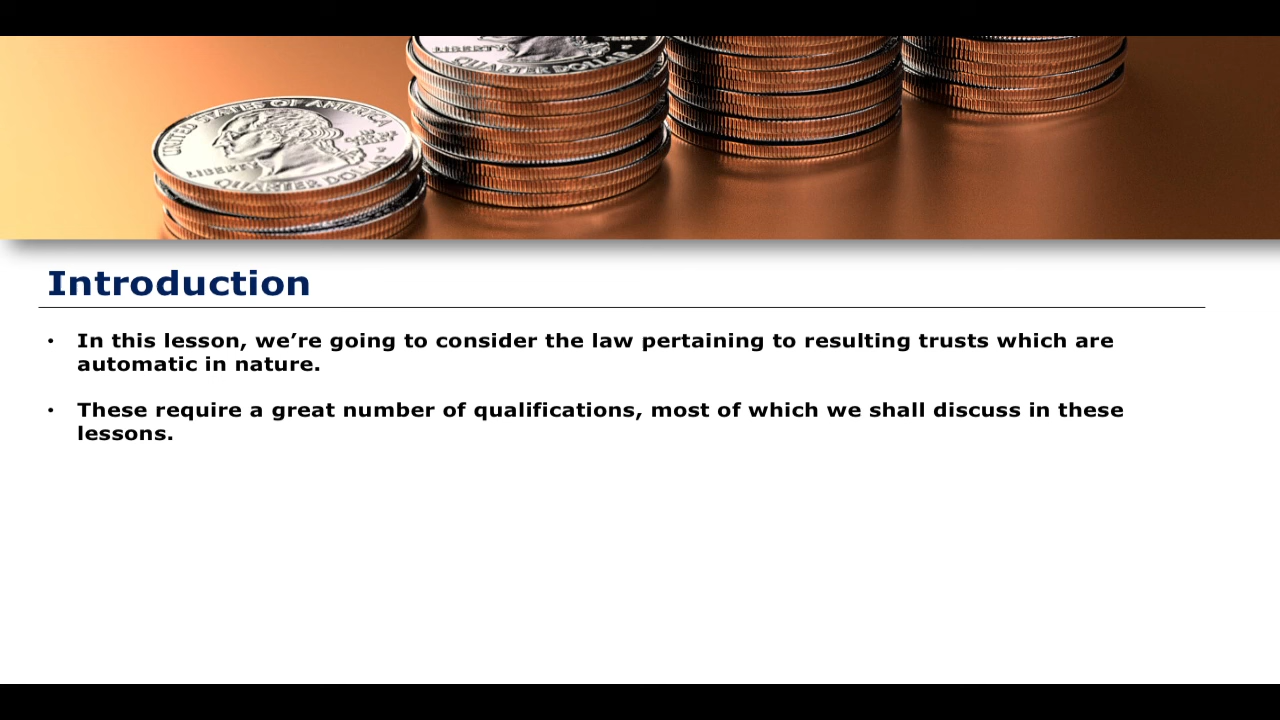 UNITED STATES OF AMERICA
LIBERTY
LIBERTY
QUARTER DOLLAR
Introduction
• In this lesson, we’re going to consider the law pertaining to resulting trusts which are
automatic in nature.
• These require a great number of qualifications, most of which we shall discuss in these
lessons.